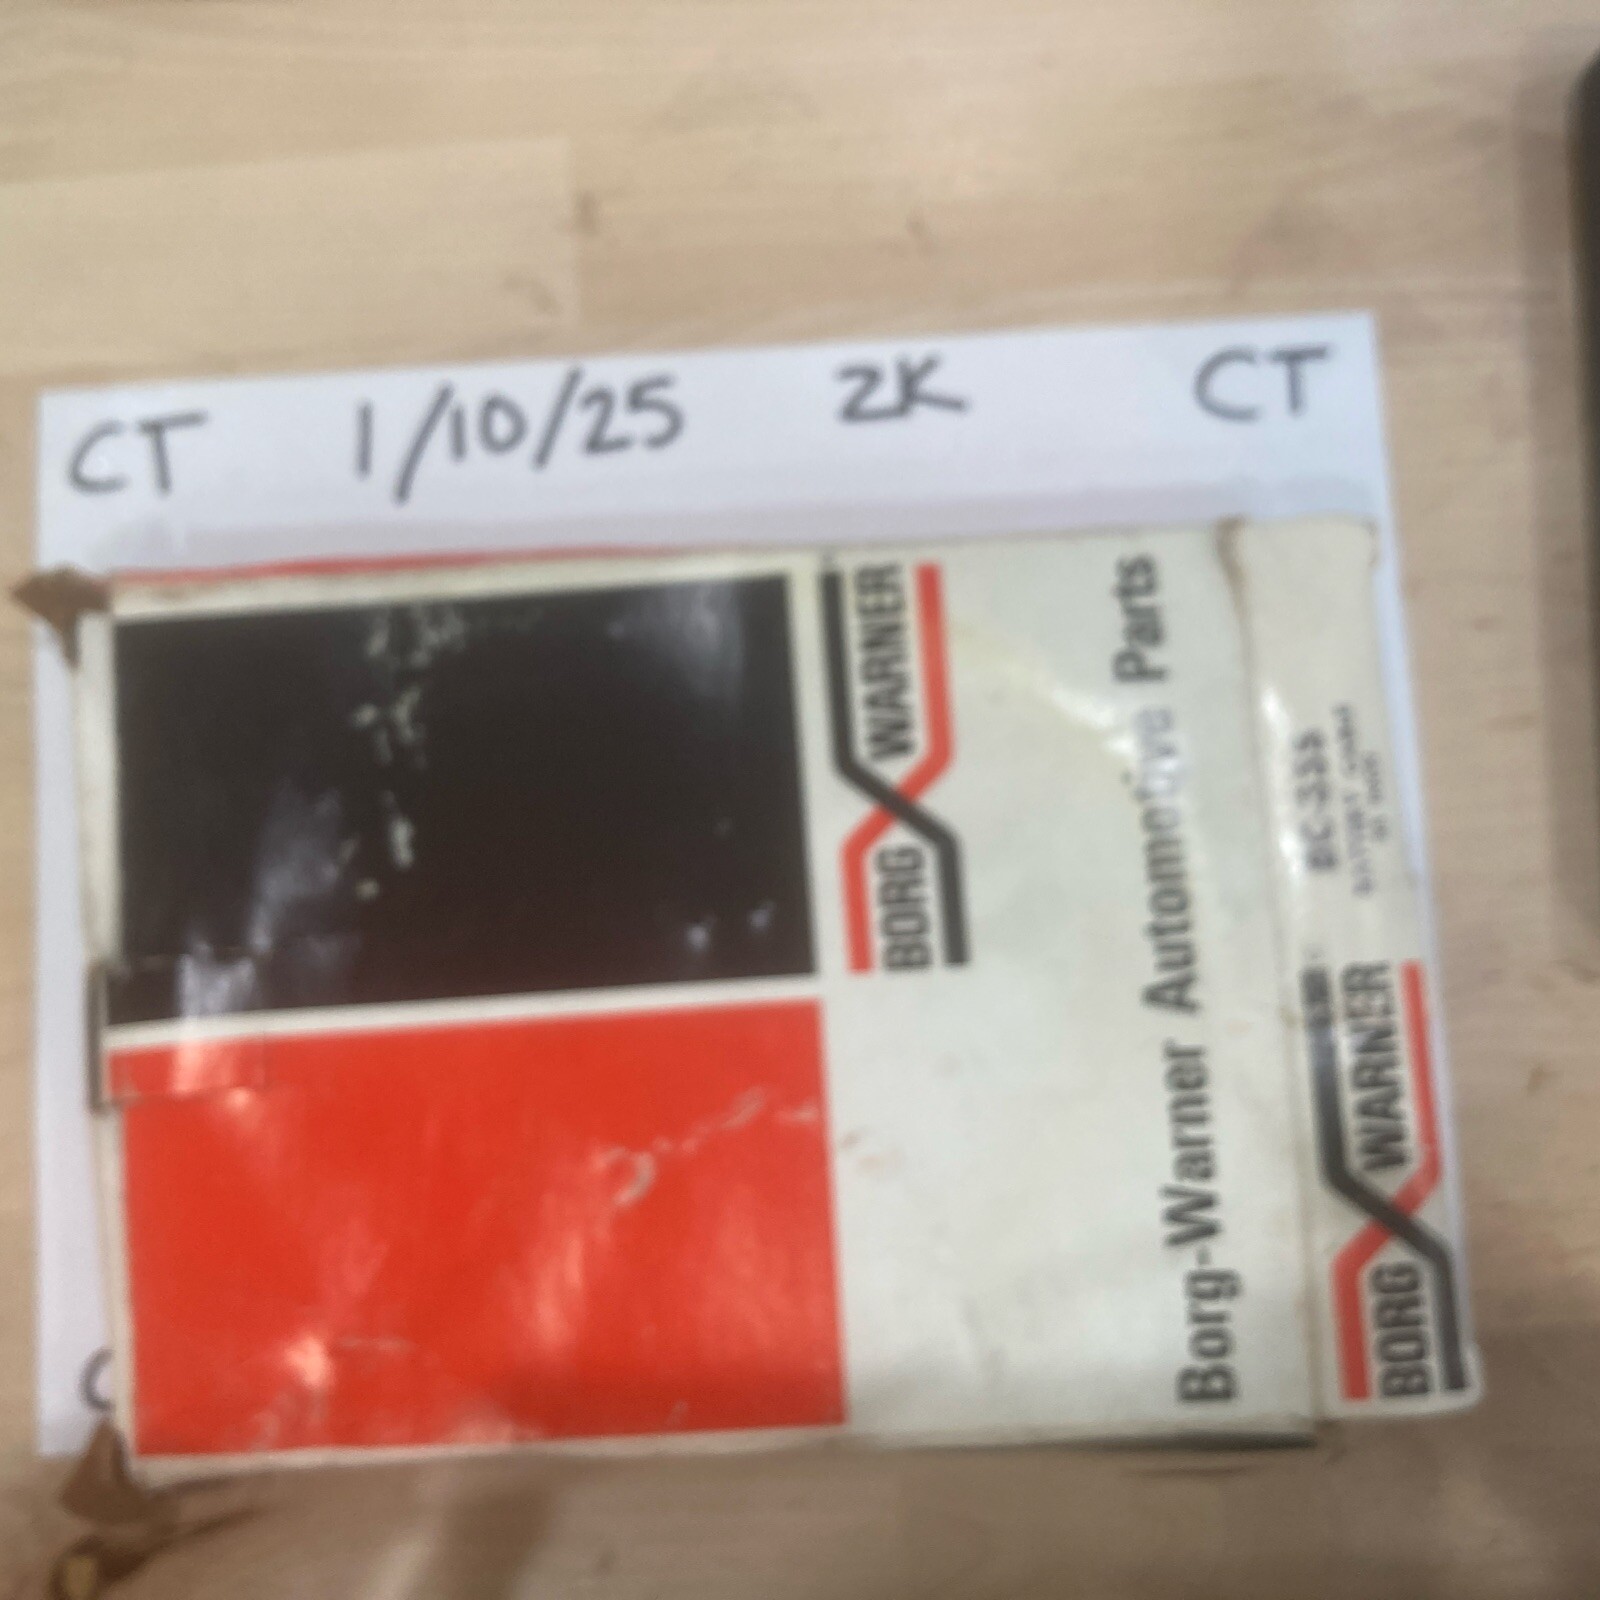 CT 1/10/25 2K CT
BORG WARNER
Borg-Warner Automotive Parts
BORG WARNER